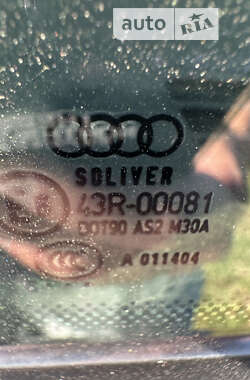 auto RIA
SOLIVER
43R-00081
DOT90 AS2 M30A
A 011404